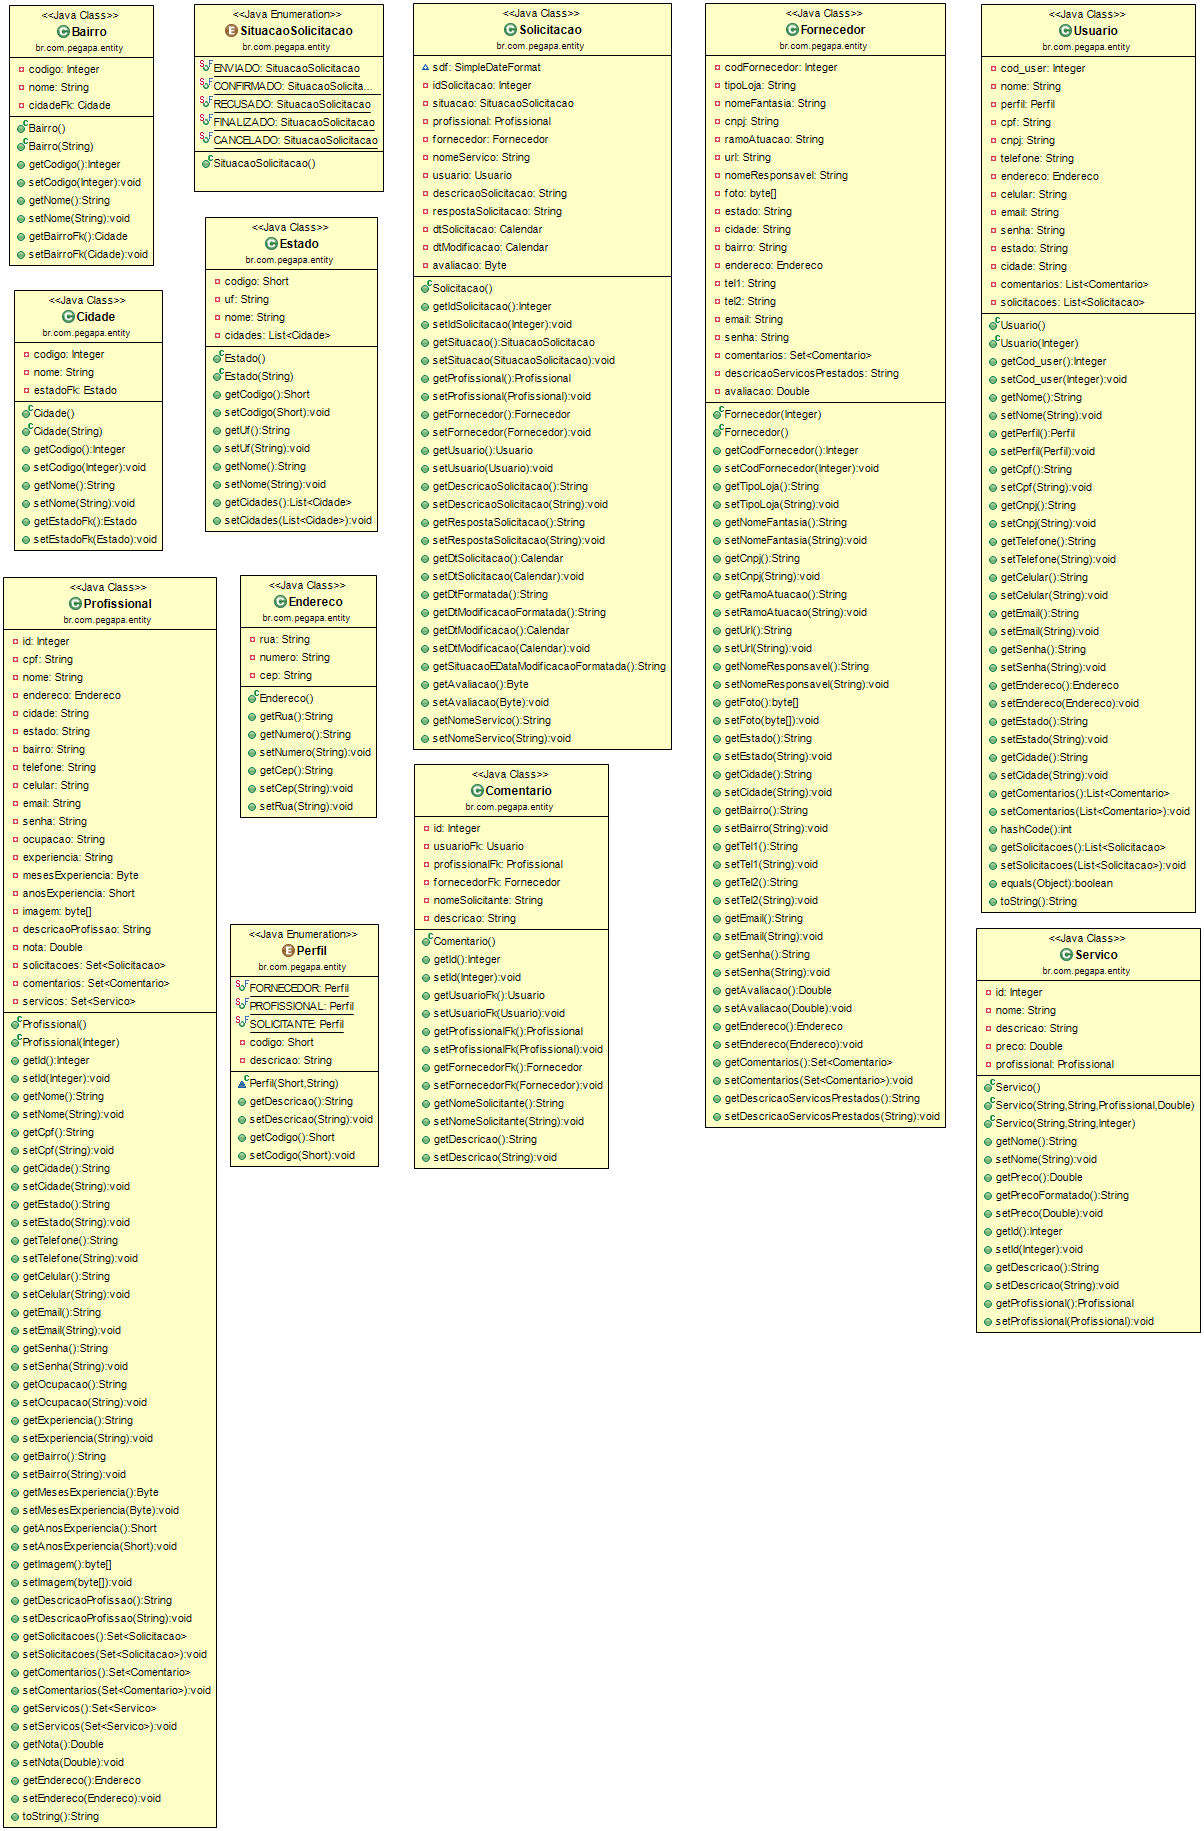 <<Java Class>>
Bairro
br.com.pegapa.entity
codigo: Integer
nome: String
cidadeFk: Cidade
Bairro()
Bairro(String)
getCodigo():Integer
setCodigo(Integer):void
getNome():String
setNome(String):void
getBairroFk():Cidade
setBairroFk(Cidade):void
<<Java Enumeration>>
SituacaoSolicitacao
br.com.pegapa.entity
ENVIADO: SituacaoSolicitacao
CONFIRMADO: SituacaoSolicita...
RECUSADO: SituacaoSolicitacao
FINALIZADO: SituacaoSolicitacao
CANCELADO: SituacaoSolicitacao
SituacaoSolicitacao()
<<Java Class>>
Estado
br.com.pegapa.entity
codigo: Short
uf: String
nome: String
cidades: List<Cidade>
Estado()
Estado(String)
getCodigo():Short
setCodigo(Short):void
getUf():String
setUf(String):void
getNome():String
setNome(String):void
getCidades():List<Cidade>
setCidades(List<Cidade>):void
<<Java Class>>
Cidade
br.com.pegapa.entity
codigo: Integer
nome: String
estadoFk: Estado
Cidade()
Cidade(String)
getCodigo():Integer
setCodigo(Integer):void
getNome():String
setNome(String):void
getEstadoFk():Estado
setEstadoFk(Estado):void
<<Java Class>>
Solicitacao
br.com.pegapa.entity
sdf: SimpleDateFormat
idSolicitacao: Integer
situacao: SituacaoSolicitacao
profissional: Profissional
fornecedor: Fornecedor
nomeServico: String
usuario: Usuario
descricaoSolicitacao: String
respostaSolicitacao: String
dtSolicitacao: Calendar
dtModificacao: Calendar
avaliacao: Byte
Solicitacao()
getIdSolicitacao():Integer
setIdSolicitacao(Integer):void
getSituacao():SituacaoSolicitacao
setSituacao(SituacaoSolicitacao):void
getProfissional():Profissional
setProfissional(Profissional):void
getFornecedor():Fornecedor
setFornecedor(Fornecedor):void
getUsuario():Usuario
setUsuario(Usuario):void
getDescricaoSolicitacao():String
setDescricaoSolicitacao(String):void
getRespostaSolicitacao():String
setRespostaSolicitacao(String):void
getDtSolicitacao():Calendar
setDtSolicitacao(Calendar):void
getDtFormatada():String
getDtModificacaoFormatada():String
getDtModificacao():Calendar
setDtModificacao(Calendar):void
getSituacaoEDataModificacaoFormatada():String
getAvaliacao():Byte
setAvaliacao(Byte):void
getNomeServico():String
setNomeServico(String):void
<<Java Class>>
Fornecedor
br.com.pegapa.entity
codFornecedor: Integer
tipoLoja: String
nomeFantasia: String
cnpj: String
ramoAtuacao: String
url: String
nomeResponsavel: String
foto: byte[]
estado: String
cidade: String
bairro: String
endereco: Endereco
tel1: String
tel2: String
email: String
senha: String
comentarios: Set<Comentario>
descricaoServicosPrestados: String
avaliacao: Double
Fornecedor(Integer)
Fornecedor()
getCodFornecedor():Integer
setCodFornecedor(Integer):void
getTipoLoja():String
setTipoLoja(String):void
getNomeFantasia():String
setNomeFantasia(String):void
getCnpj():String
setCnpj(String):void
getRamoAtuacao():String
setRamoAtuacao(String):void
getUrl():String
setUrl(String):void
getNomeResponsavel():String
setNomeResponsavel(String):void
getFoto():byte[]
setFoto(byte[]):void
getEstado():String
setEstado(String):void
getCidade():String
setCidade(String):void
getBairro():String
setBairro(String):void
getTel1():String
setTel1(String):void
getTel2():String
setTel2(String):void
getEmail():String
setEmail(String):void
getSenha():String
setSenha(String):void
getAvaliacao():Double
setAvaliacao(Double):void
getEndereco():Endereco
setEndereco(Endereco):void
getComentarios():Set<Comentario>
setComentarios(Set<Comentario>):void
getDescricaoServicosPrestados():String
setDescricaoServicosPrestados(String):void
<<Java Class>>
Usuario
br.com.pegapa.entity
cod_user: Integer
nome: String
perfil: Perfil
cpf: String
cnpj: String
telefone: String
endereco: Endereco
celular: String
email: String
senha: String
estado: String
cidade: String
comentarios: List<Comentario>
solicitacoes: List<Solicitacao>
Usuario()
Usuario(Integer)
getCod_user():Integer
setCod_user(Integer):void
getNome():String
setNome(String):void
getPerfil():Perfil
setPerfil(Perfil):void
getCpf():String
setCpf(String):void
getCnpj():String
setCnpj(String):void
getTelefone():String
setTelefone(String):void
getCelular():String
setCelular(String):void
getEmail():String
setEmail(String):void
getSenha():String
setSenha(String):void
getEndereco():Endereco
setEndereco(Endereco):void
getEstado():String
setEstado(String):void
getCidade():String
setCidade(String):void
getComentarios():List<Comentario>
setComentarios(List<Comentario>):void
hashCode():int
getSolicitacoes():List<Solicitacao>
setSolicitacoes(List<Solicitacao>):void
equals(Object):boolean
toString():String
<<Java Class>>
Profissional
br.com.pegapa.entity
id: Integer
cpf: String
nome: String
endereco: Endereco
cidade: String
estado: String
bairro: String
telefone: String
celular: String
email: String
senha: String
ocupacao: String
experiencia: String
mesesExperiencia: Byte
anosExperiencia: Short
imagem: byte[]
descricaoProfissao: String
nota: Double
solicitacoes: Set<Solicitacao>
comentarios: Set<Comentario>
servicos: Set<Servico>
Profissional()
Profissional(Integer)
getId():Integer
setId(Integer):void
getNome():String
setNome(String):void
getCpf():String
setCpf(String):void
getCidade():String
setCidade(String):void
getEstado():String
setEstado(String):void
getTelefone():String
setTelefone(String):void
getCelular():String
setCelular(String):void
getEmail():String
setEmail(String):void
getSenha():String
setSenha(String):void
getOcupacao():String
setOcupacao(String):void
getExperiencia():String
setExperiencia(String):void
getBairro():String
setBairro(String):void
getMesesExperiencia():Byte
setMesesExperiencia(Byte):void
getAnosExperiencia():Short
setAnosExperiencia(Short):void
getImagem():byte[]
setImagem(byte[]):void
getDescricaoProfissao():String
setDescricaoProfissao(String):void
getSolicitacoes():Set<Solicitacao>
setSolicitacoes(Set<Solicitacao>):void
getComentarios():Set<Comentario>
setComentarios(Set<Comentario>):void
getServicos():Set<Servico>
setServicos(Set<Servico>):void
getNota():Double
setNota(Double):void
getEndereco():Endereco
setEndereco(Endereco):void
toString():String
<<Java Class>>
Endereco
br.com.pegapa.entity
rua: String
numero: String
cep: String
Endereco()
getRua():String
getNumero():String
setNumero(String):void
getCep():String
setCep(String):void
setRua(String):void
<<Java Class>>
Comentario
br.com.pegapa.entity
id: Integer
usuarioFk: Usuario
profissionalFk: Profissional
fornecedorFk: Fornecedor
nomeSolicitante: String
descricao: String
Comentario()
getId():Integer
setId(Integer):void
getUsuarioFk():Usuario
setUsuarioFk(Usuario):void
getProfissionalFk():Profissional
setProfissionalFk(Profissional):void
getFornecedorFk():Fornecedor
setFornecedorFk(Fornecedor):void
getNomeSolicitante():String
setNomeSolicitante(String):void
getDescricao():String
setDescricao(String):void
<<Java Enumeration>>
Perfil
br.com.pegapa.entity
FORNECEDOR: Perfil
PROFISSIONAL: Perfil
SOLICITANTE: Perfil
codigo: Short
descricao: String
Perfil(Short,String)
getDescricao():String
setDescricao(String):void
getCodigo():Short
setCodigo(Short):void
<<Java Class>>
Servico
br.com.pegapa.entity
id: Integer
nome: String
descricao: String
preco: Double
profissional: Profissional
Servico()
Servico(String,String,Profissional,Double)
Servico(String,String,Integer)
getNome():String
setNome(String):void
getPreco():Double
getPrecoFormatado():String
setPreco(Double):void
getId():Integer
setId(Integer):void
getDescricao():String
setDescricao(String):void
getProfissional():Profissional
setProfissional(Profissional):void